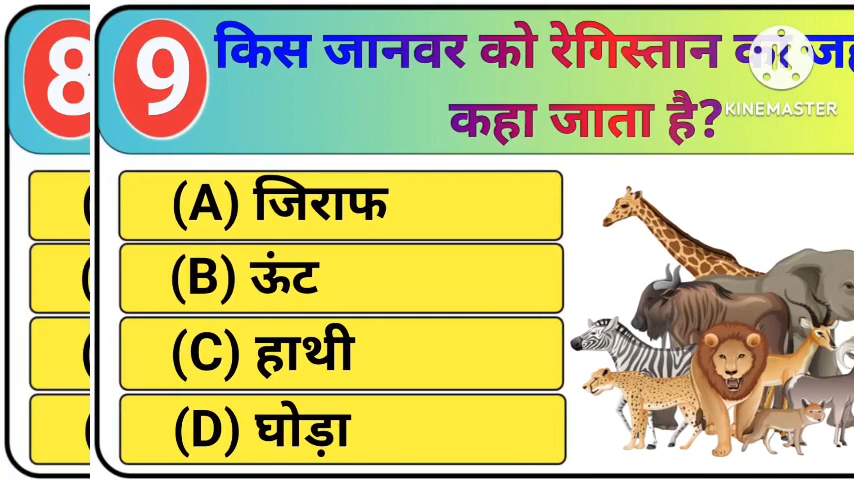 8
9
किस जानवर को रेगिस्तान का
कहा जाता है?
KINEMASTER
(A) जिराफ
(B) ऊंट
(C) हाथी
(D) घोड़ा